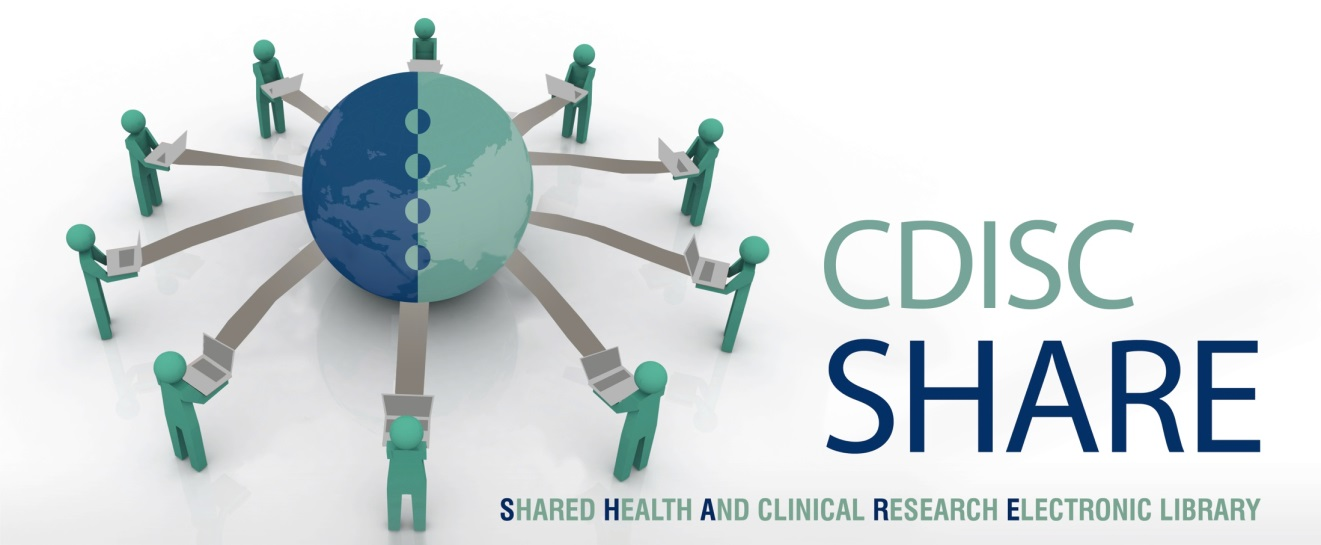 CDISC
SHARE
SHARED HEALTH AND CLINICAL RESEARCH ELECTRONIC LIBRARY